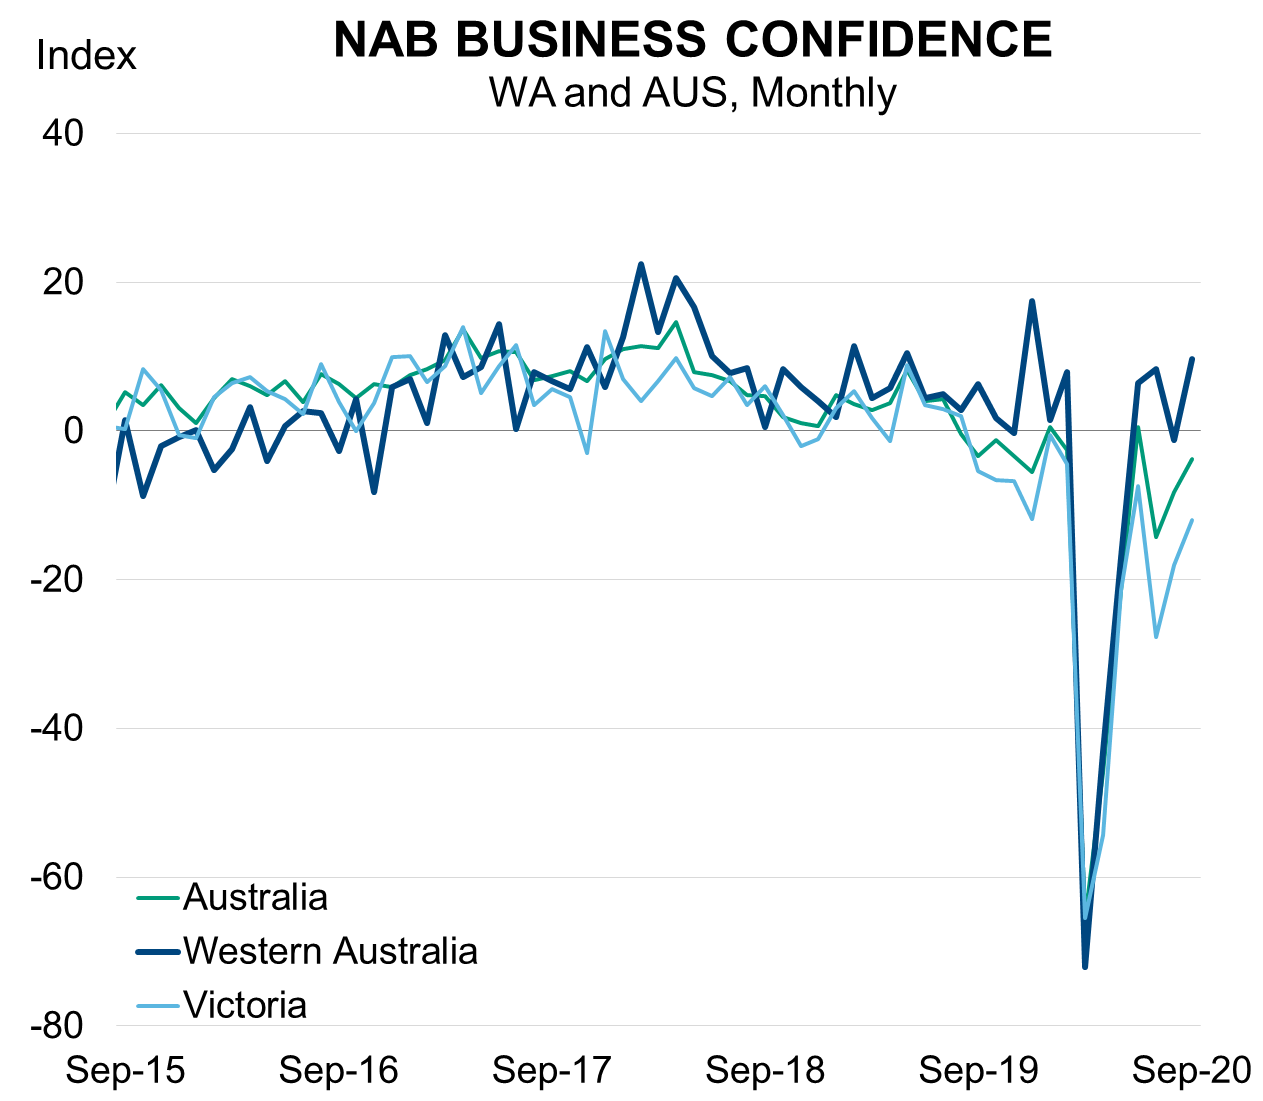 NAB BUSINESS CONFIDENCE
Index
WA and AUS, Monthly
40
20
0
-20
-40
-60
-80
Australia
Western Australia
Victoria
Sep-15 Sep-16 Sep-17 Sep-18 Sep-19 Sep-20